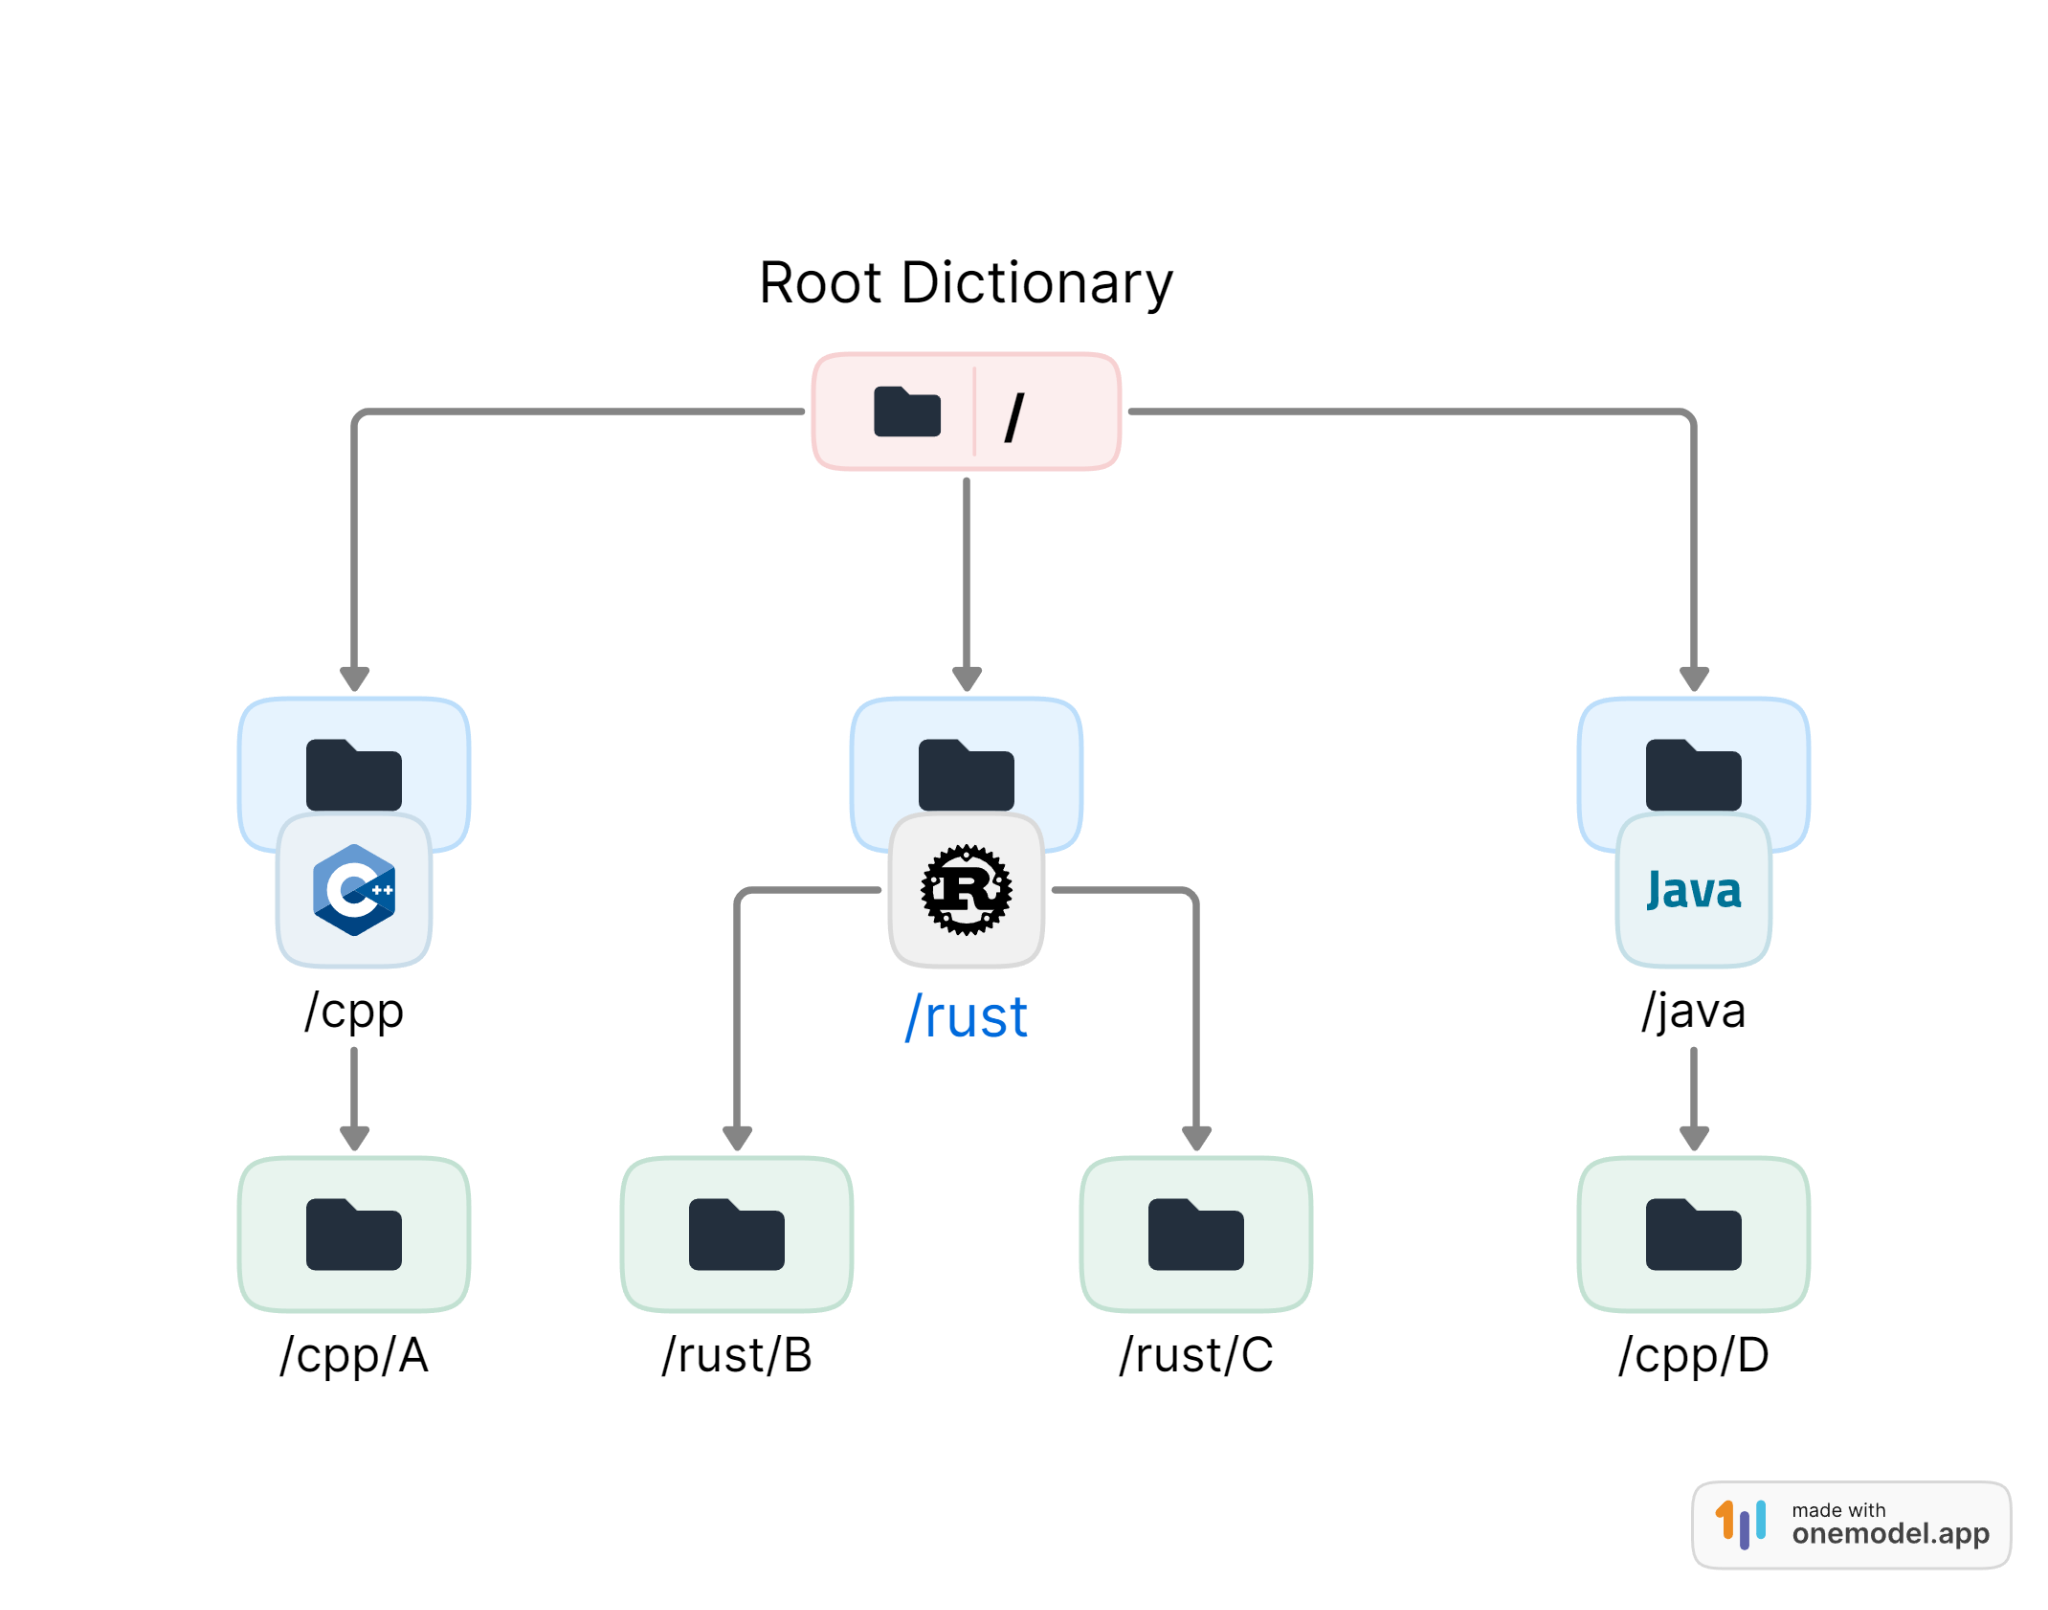 Root Dictionary
/
C++
R
Java
/cpp
/rust
/java
/cpp/A
/rust/B
/rust/C
/cpp/D
made with
onemodel.app